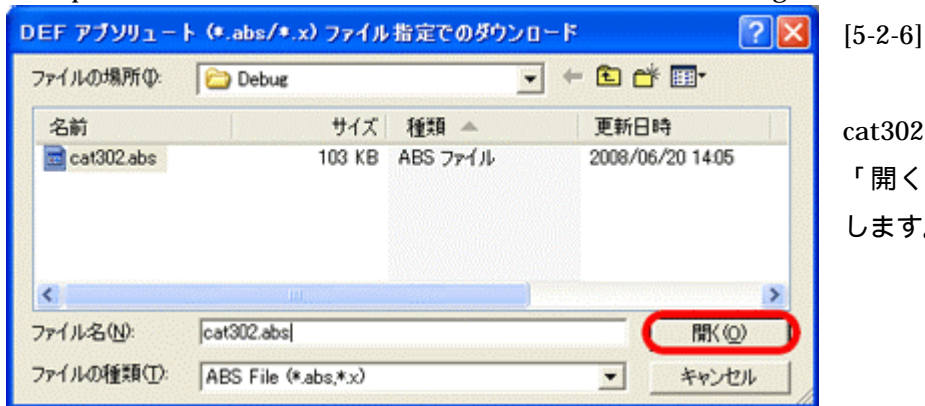 DEF アブソリュート (*.abs/*.x) ファイル指定でのダウンロード
[5-2-6]
ファイルの場所(I): Debug
名前 サイズ 種類 更新日時
cat302.abs 103 KB ABS ファイル 2008/06/20 14:05
cat302
「開く
します。
ファイル名(N): cat302.abs 開く(O)
ファイルの種類(T): ABS File (*.abs,*.x) キャンセル